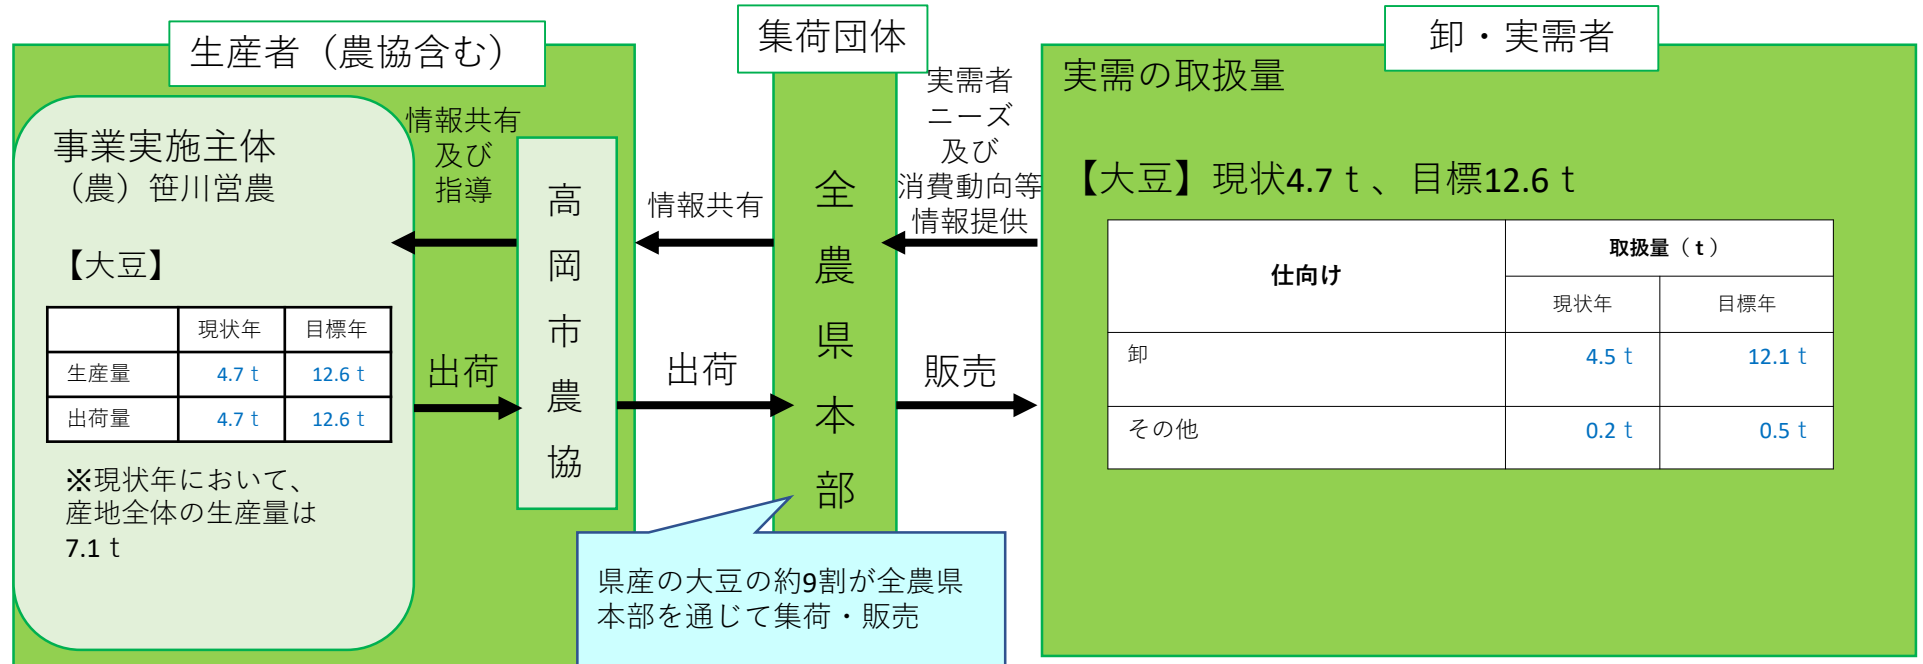 生産者（農協含む）
事業実施主体
（農）笹川営農
【大豆】
現状年 目標年
生産量 4.7ｔ 12.6ｔ
出荷量 4.7ｔ 12.6ｔ
※現状年において、
産地全体の生産量は
7.1ｔ
情報共有
及び
指導
出荷
高岡市農協
情報共有
出荷
集荷団体
全農県本部
県産の大豆の約9割が全農県
本部を通じて集荷・販売
実需者
ニーズ
及び
消費動向等
情報提供
販売
卸・実需者
実需の取扱量
【大豆】現状4.7ｔ、目標12.6ｔ
仕向け 取扱量（ｔ）
現状年 目標年
卸 4.5ｔ 12.1ｔ
その他 0.2ｔ 0.5ｔ